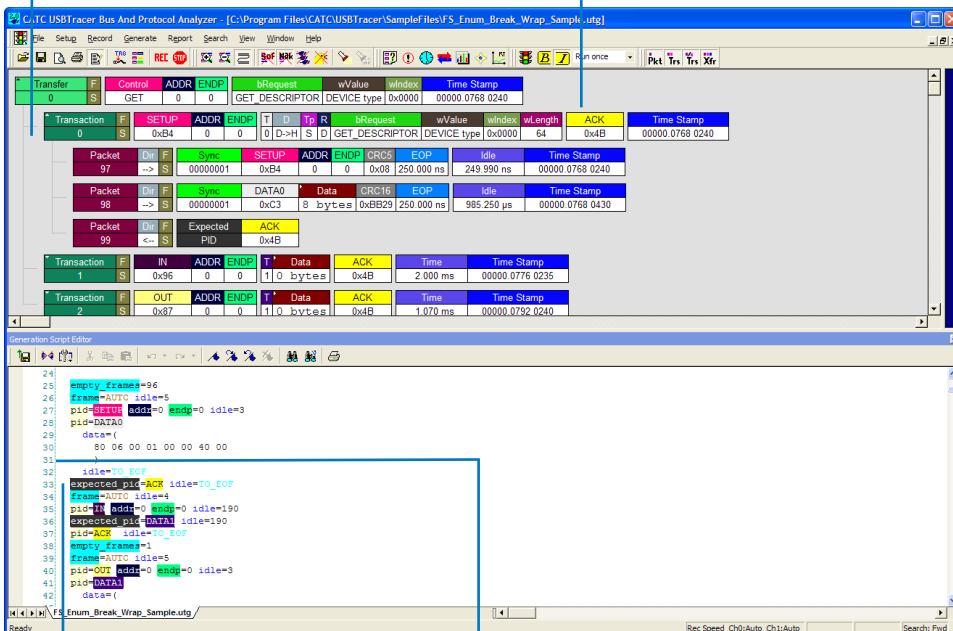 CATC USBTracer Bus And Protocol Analyzer - [C:\Program Files\CATC\USBTracer\SampleFiles\FS_Enum_Break_Wrap_Sample.utg]
File Setup Record Generate Report Search View Window Help
TRG REC STOP Sof Nak B I Run once Pkt Trs Trs Xfr
Transfer F Control ADDR ENDP bRequest wValue wIndex Time Stamp
0 S GET 0 0 GET_DESCRIPTOR DEVICE type 0x0000 00000.0768 0240
Transaction F SETUP ADDR ENDP T D Tp R bRequest wValue wIndex wLength ACK Time Stamp
0 S 0xB4 0 0 0 D->H S D GET_DESCRIPTOR DEVICE type 0x0000 64 0x4B 00000.0768 0240
Packet Dir F Sync SETUP ADDR ENDP CRC5 EOP Idle Time Stamp
97 --> S 00000001 0xB4 0 0 0x08 250.000 ns 249.990 ns 00000.0768 0240
Packet Dir F Sync DATA0 Data CRC16 EOP Idle Time Stamp
98 --> S 00000001 0xC3 8 bytes 0xBB29 250.000 ns 985.250 µs 00000.0768 0430
Packet Dir F Expected ACK
99 <-- S PID 0x4B
Transaction F IN ADDR ENDP T Data ACK Time Time Stamp
1 S 0x96 0 0 1 0 bytes 0x4B 2.000 ms 00000.0776 0235
Transaction F OUT ADDR ENDP T Data ACK Time Time Stamp
2 S 0x87 0 0 1 0 bytes 0x4B 1.070 ms 00000.0792 0240
Generation Script Editor
24
25 empty_frames=96
26 frame=AUTO idle=5
27 pid=SETUP addr=0 endp=0 idle=3
28 pid=DATA0
29 data=(
30 80 06 00 01 00 00 40 00
31 )
32 idle=TO_EOF
33 expected_pid=ACK idle=TO_EOF
34 frame=AUTO idle=4
35 pid=IN addr=0 endp=0 idle=190
36 expected_pid=DATA1 idle=190
37 pid=ACK idle=TO_EOF
38 empty_frames=1
39 frame=AUTO idle=5
40 pid=OUT addr=0 endp=0 idle=3
41 pid=DATA1
42 data=(
FS_Enum_Break_Wrap_Sample.utg
Ready Rec Speed Ch0:Auto Ch1:Auto Search: Fwd